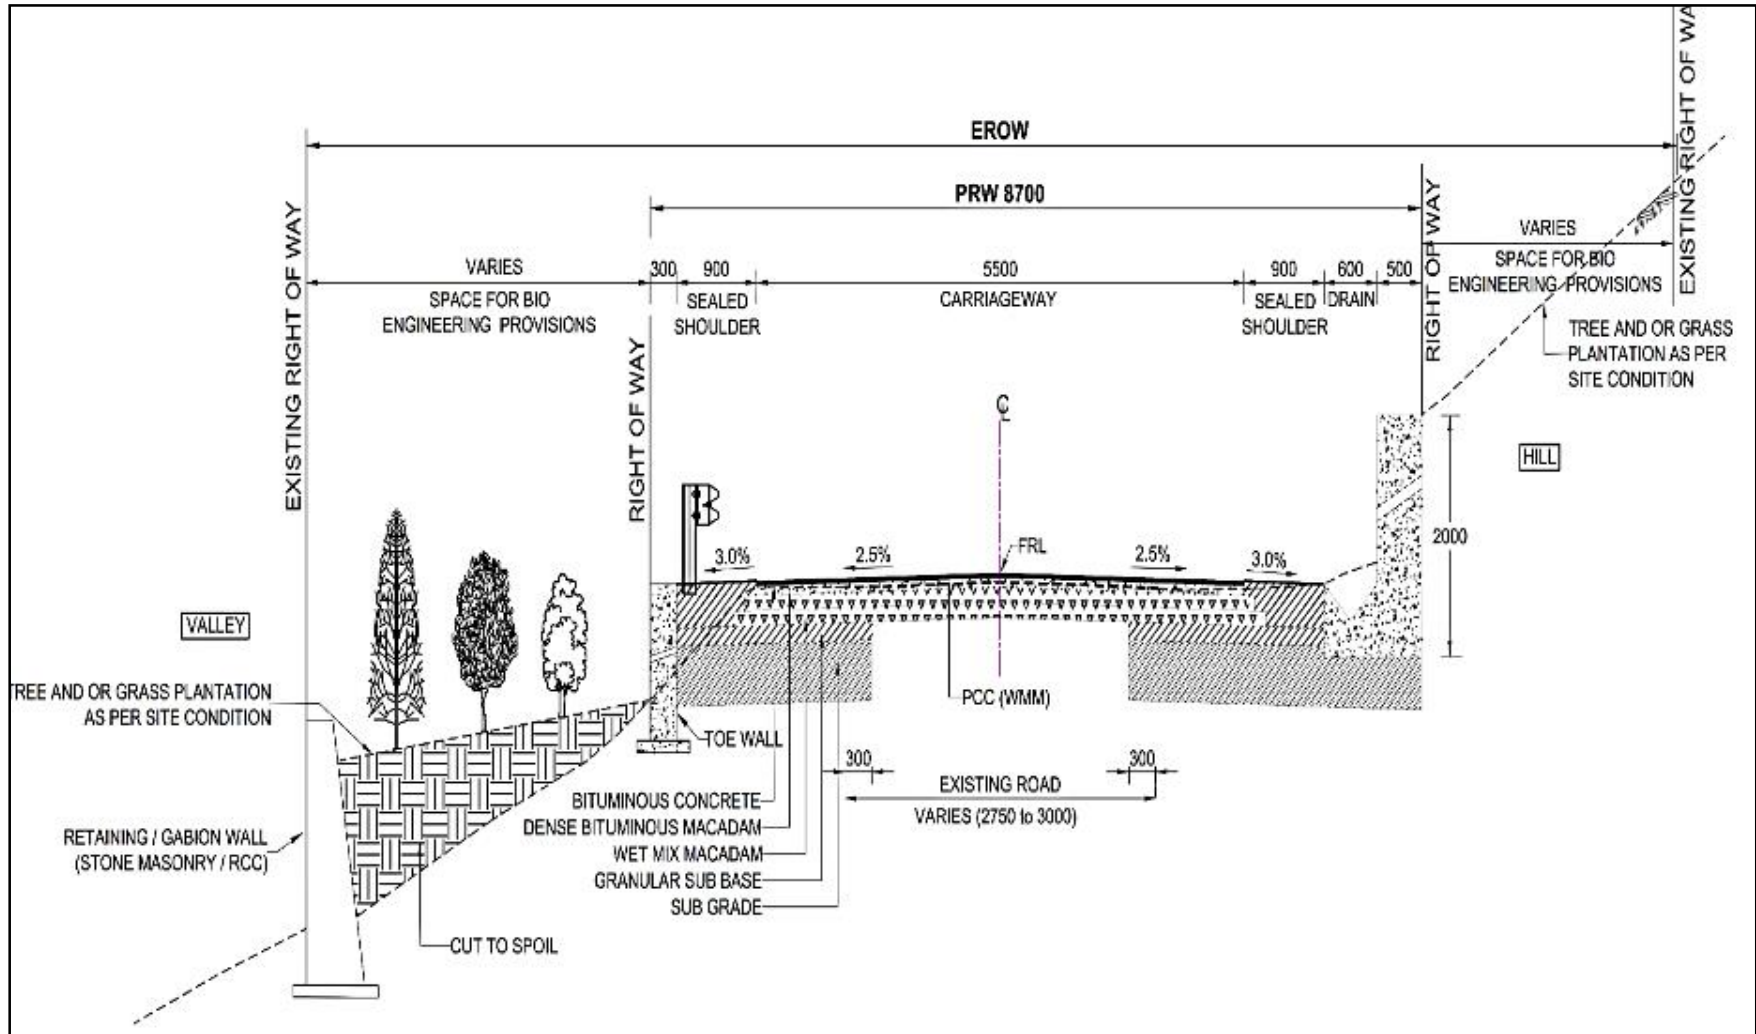 EROW
PRW 8700
EXISTING RIGHT OF WAY
VARIES
SPACE FOR BIO
ENGINEERING PROVISIONS
300
900
SEALED
SHOULDER
5500
CARRIAGEWAY
900
SEALED
SHOULDER
600
DRAIN
500
RIGHT OF WAY
VARIES
SPACE FOR BIO
ENGINEERING PROVISIONS
EXISTING RIGHT OF WA
TREE AND OR GRASS
PLANTATION AS PER
SITE CONDITION
RIGHT OF WAY
CL
HILL
2000
3.0%
2.5%
FRL
2.5%
3.0%
VALLEY
TREE AND OR GRASS PLANTATION
AS PER SITE CONDITION
PCC (WMM)
TOE WALL
300
300
EXISTING ROAD
VARIES (2750 to 3000)
BITUMINOUS CONCRETE
DENSE BITUMINOUS MACADAM
WET MIX MACADAM
GRANULAR SUB BASE
SUB GRADE
RETAINING / GABION WALL
(STONE MASONRY / RCC)
CUT TO SPOIL